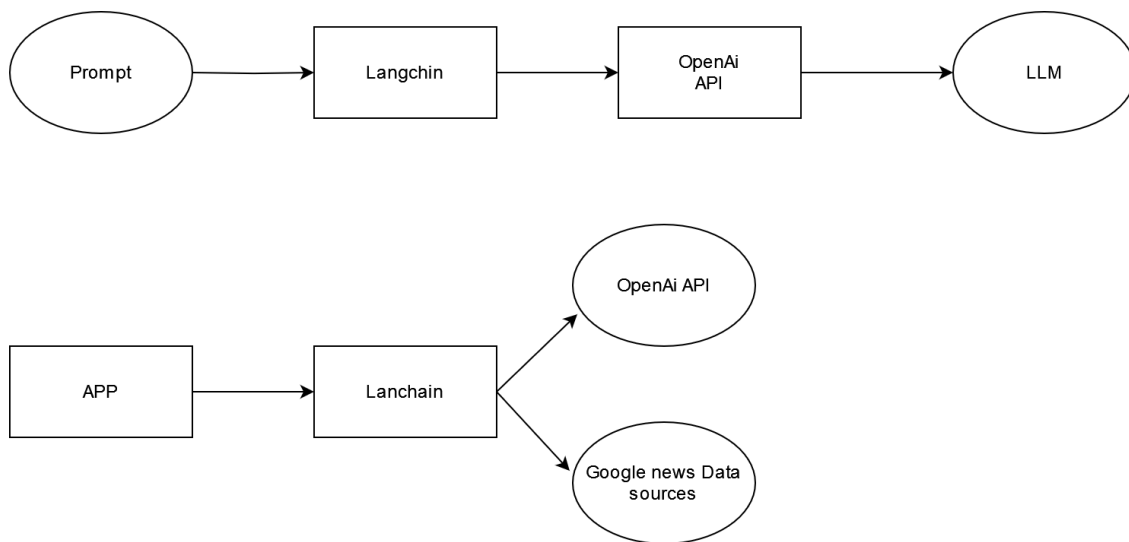 Prompt
Langchin
OpenAi
API
LLM
OpenAi API
APP
Lanchain
Google news Data
sources